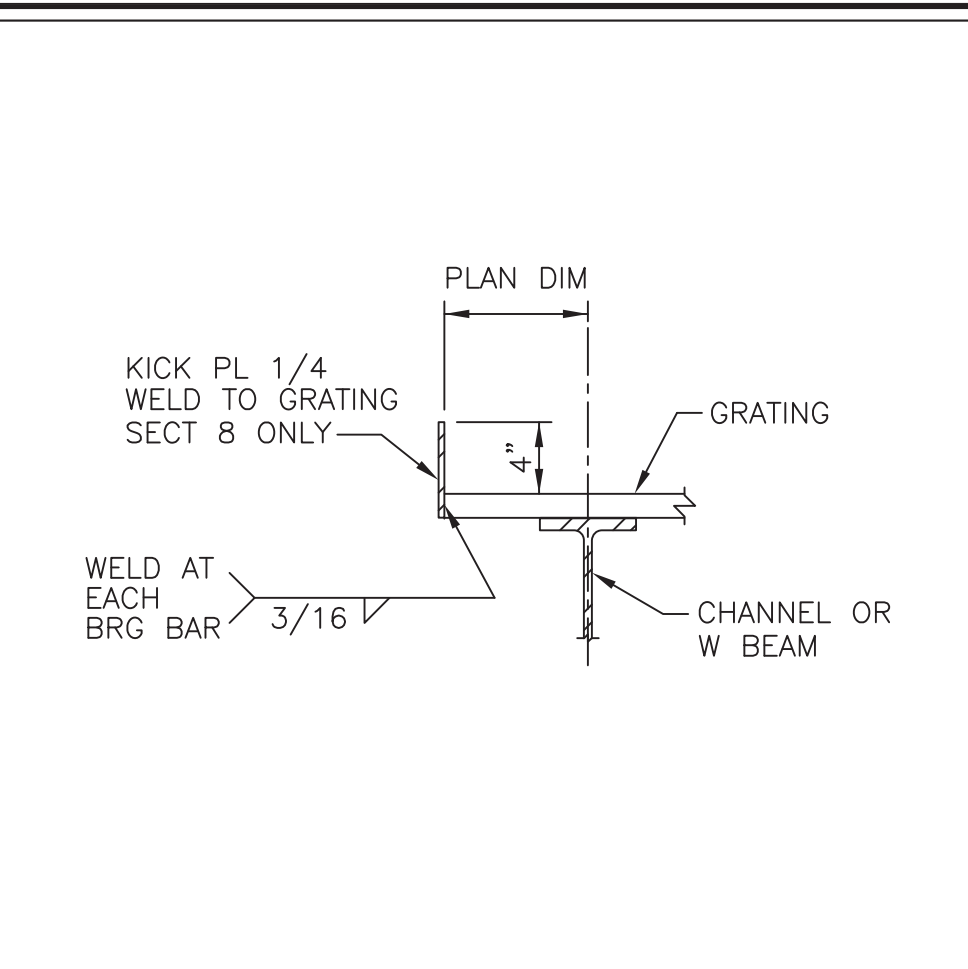 PLAN DIM
KICK PL 1/4
WELD TO GRATING
SECT 8 ONLY
GRATING
4"
WELD AT
EACH
BRG BAR
3/16
CHANNEL OR
W BEAM